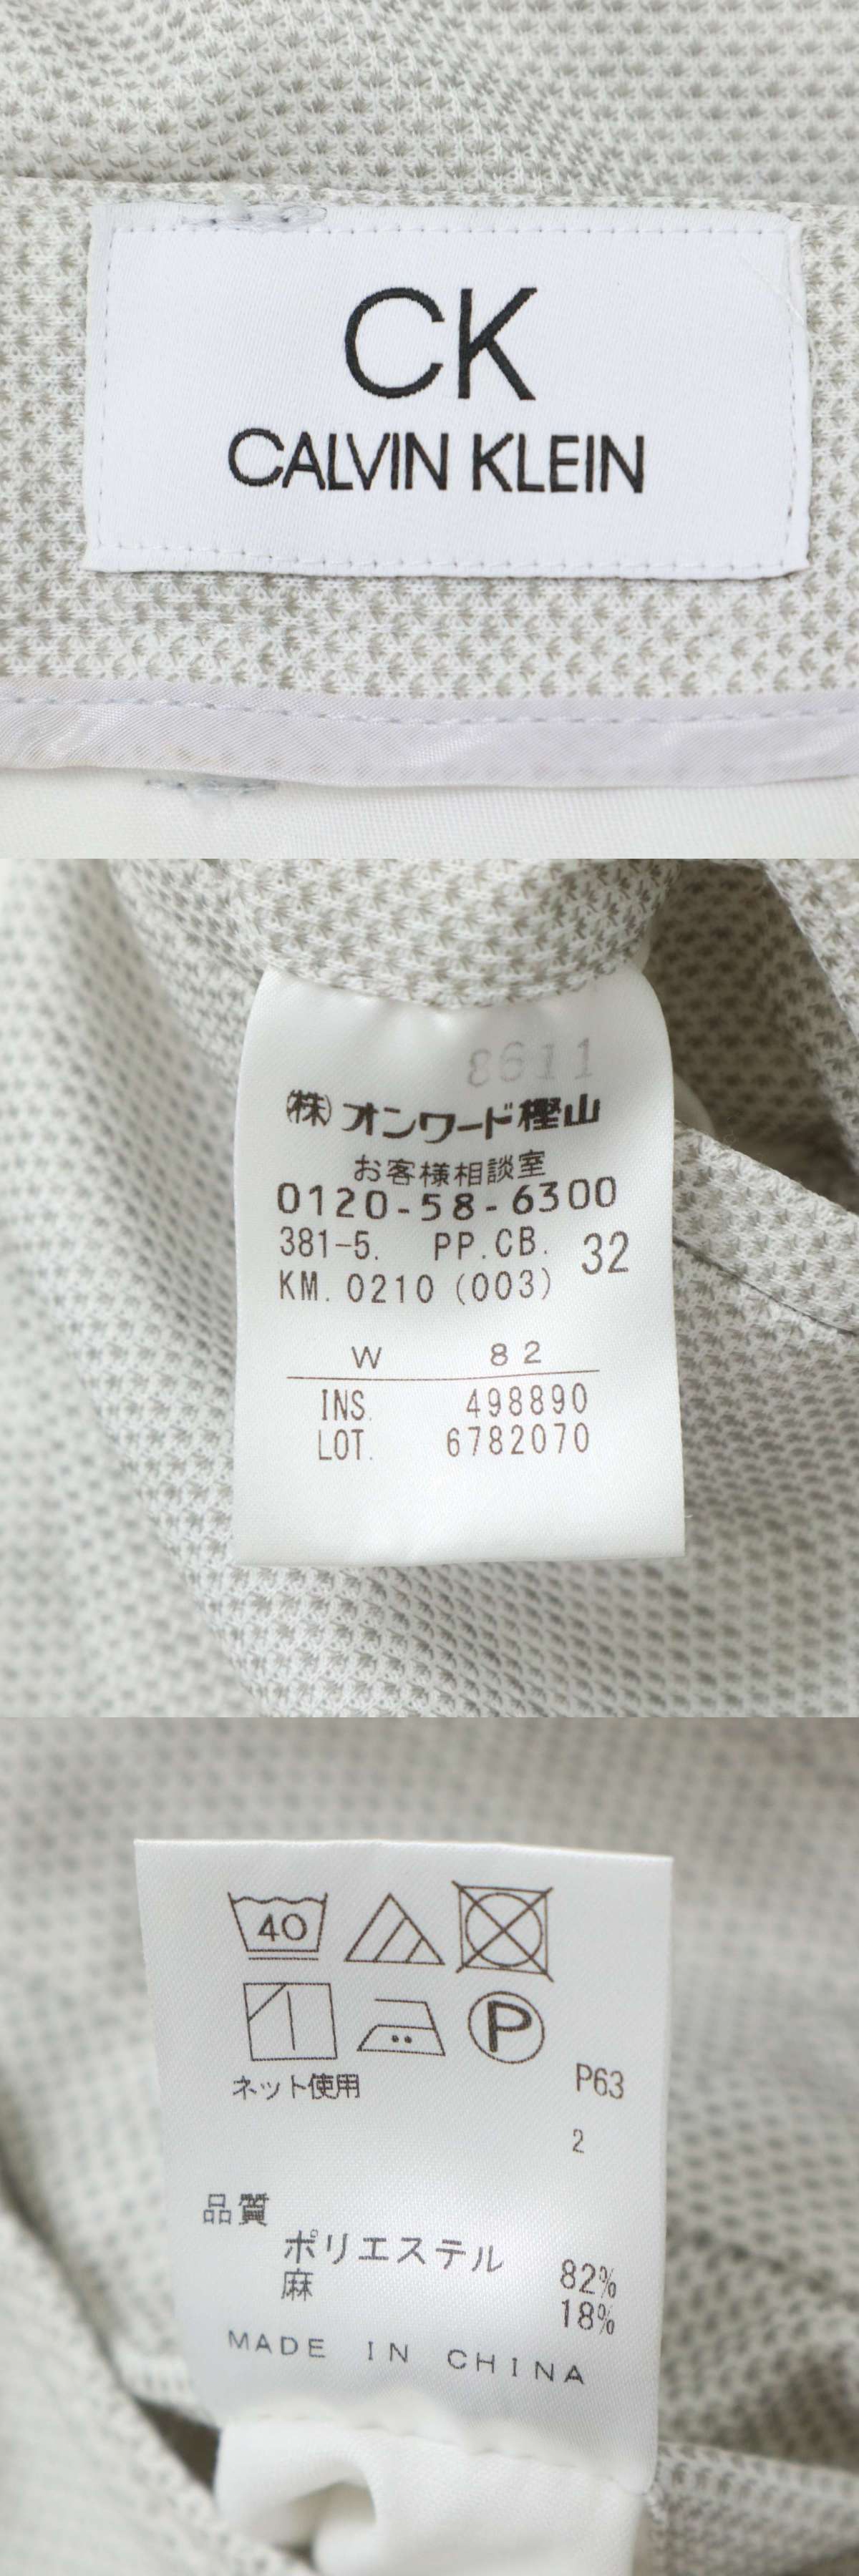 CK
CALVIN KLEIN
㈱オンワード樫山
お客様相談室
0120-58-6300
381-5. PP.CB. 32
KM. 0210 (003)
W 82
INS. 498890
LOT. 6782070
40
P
ネット使用
P63
2
品質
ポリエステル 82%
麻 18%
MADE IN CHINA